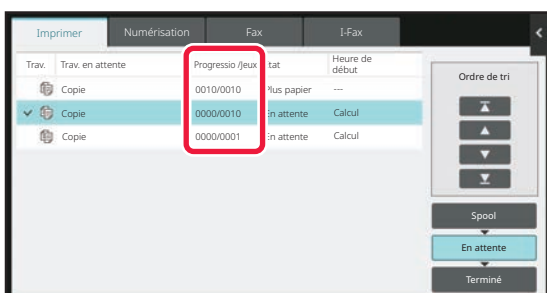 Imprimer Numérisation Fax I-Fax
Trav. Trav. en attente Progressio /Jeux tat Heure de début
Copie 0010/0010 Plus papier ---
Copie 0000/0010 En attente Calcul
Copie 0000/0001 En attente Calcul
Ordre de tri
Spool
En attente
Terminé